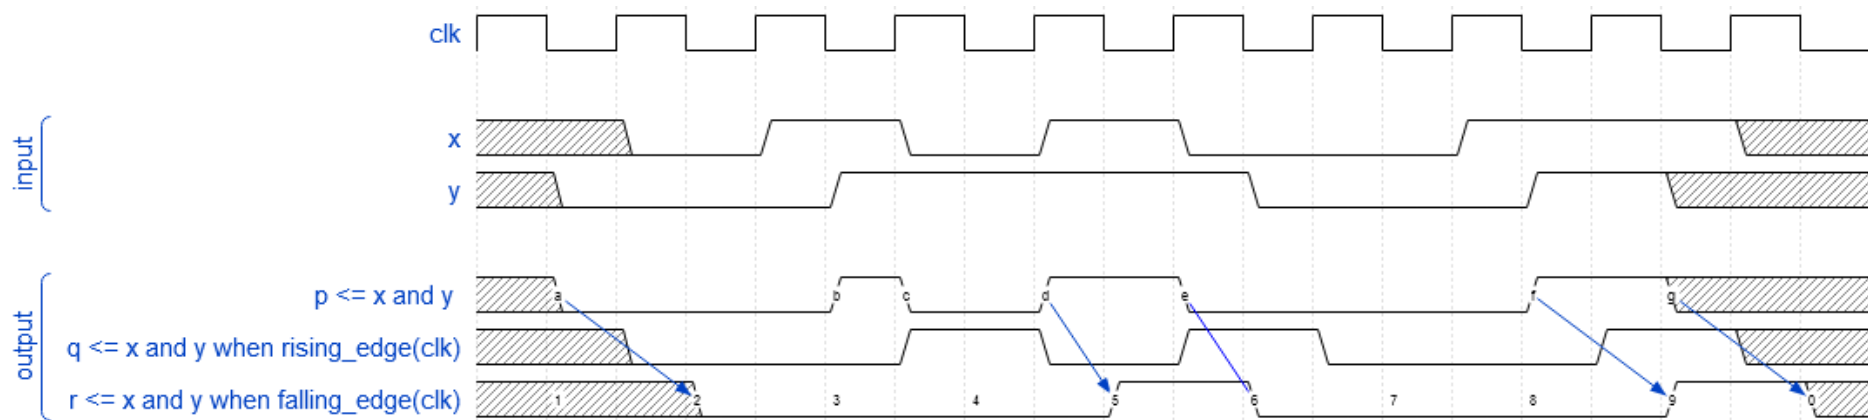 clk
input
x
y
output
p <= x and y
a b c d e f g
q <= x and y when rising_edge(clk)
r <= x and y when falling_edge(clk)
1 2 3 4 5 6 7 8 9 0